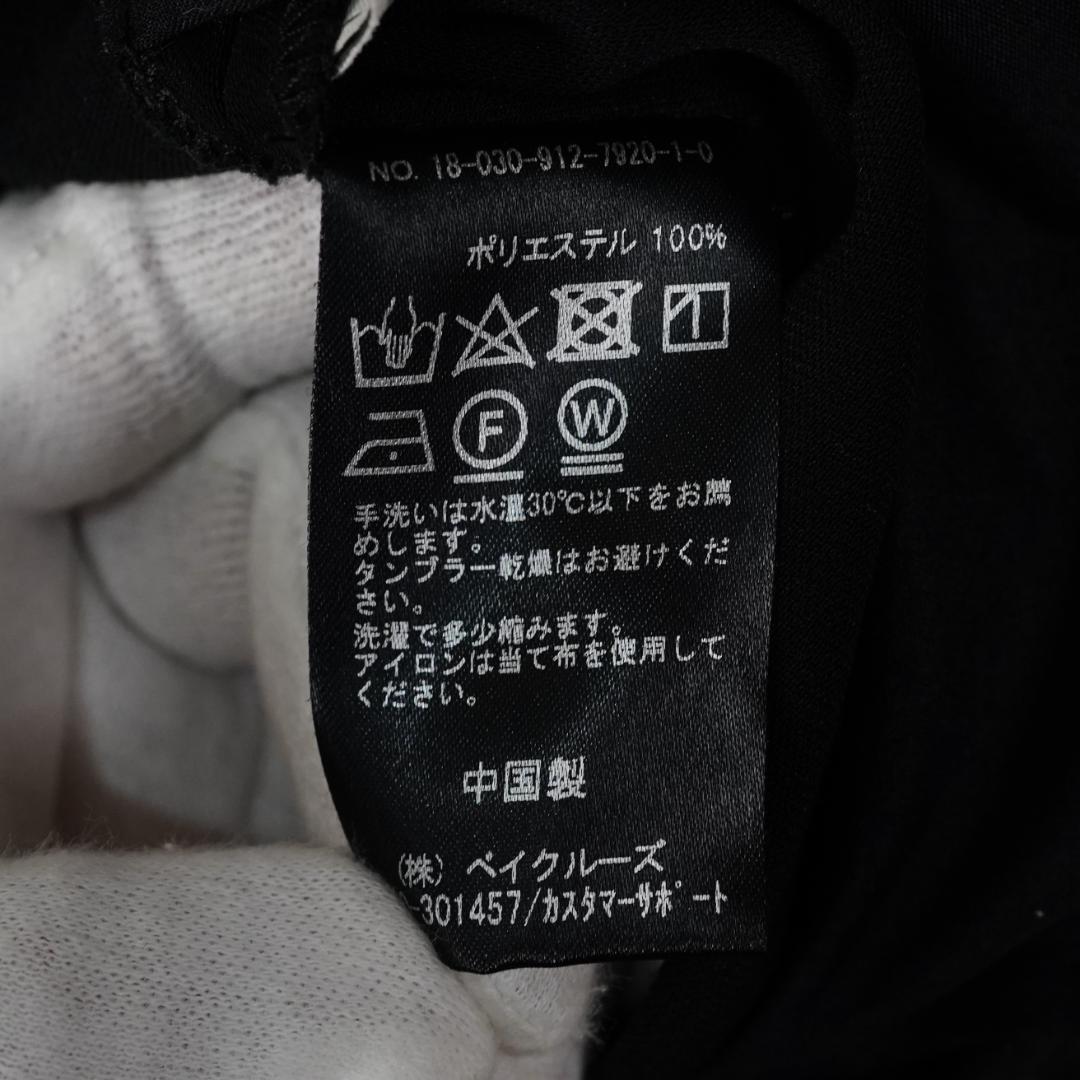 NO. 18-030-912-7920-1-0
ポリエステル 100%
F W
手洗いは水温30℃以下をお薦
めします。
タンブラー乾燥はお避けくだ
さい。
洗濯で多少縮みます。
アイロンは当て布を使用して
ください。
中国製
(株) ベイクルーズ
-301457/カスタマーサポート